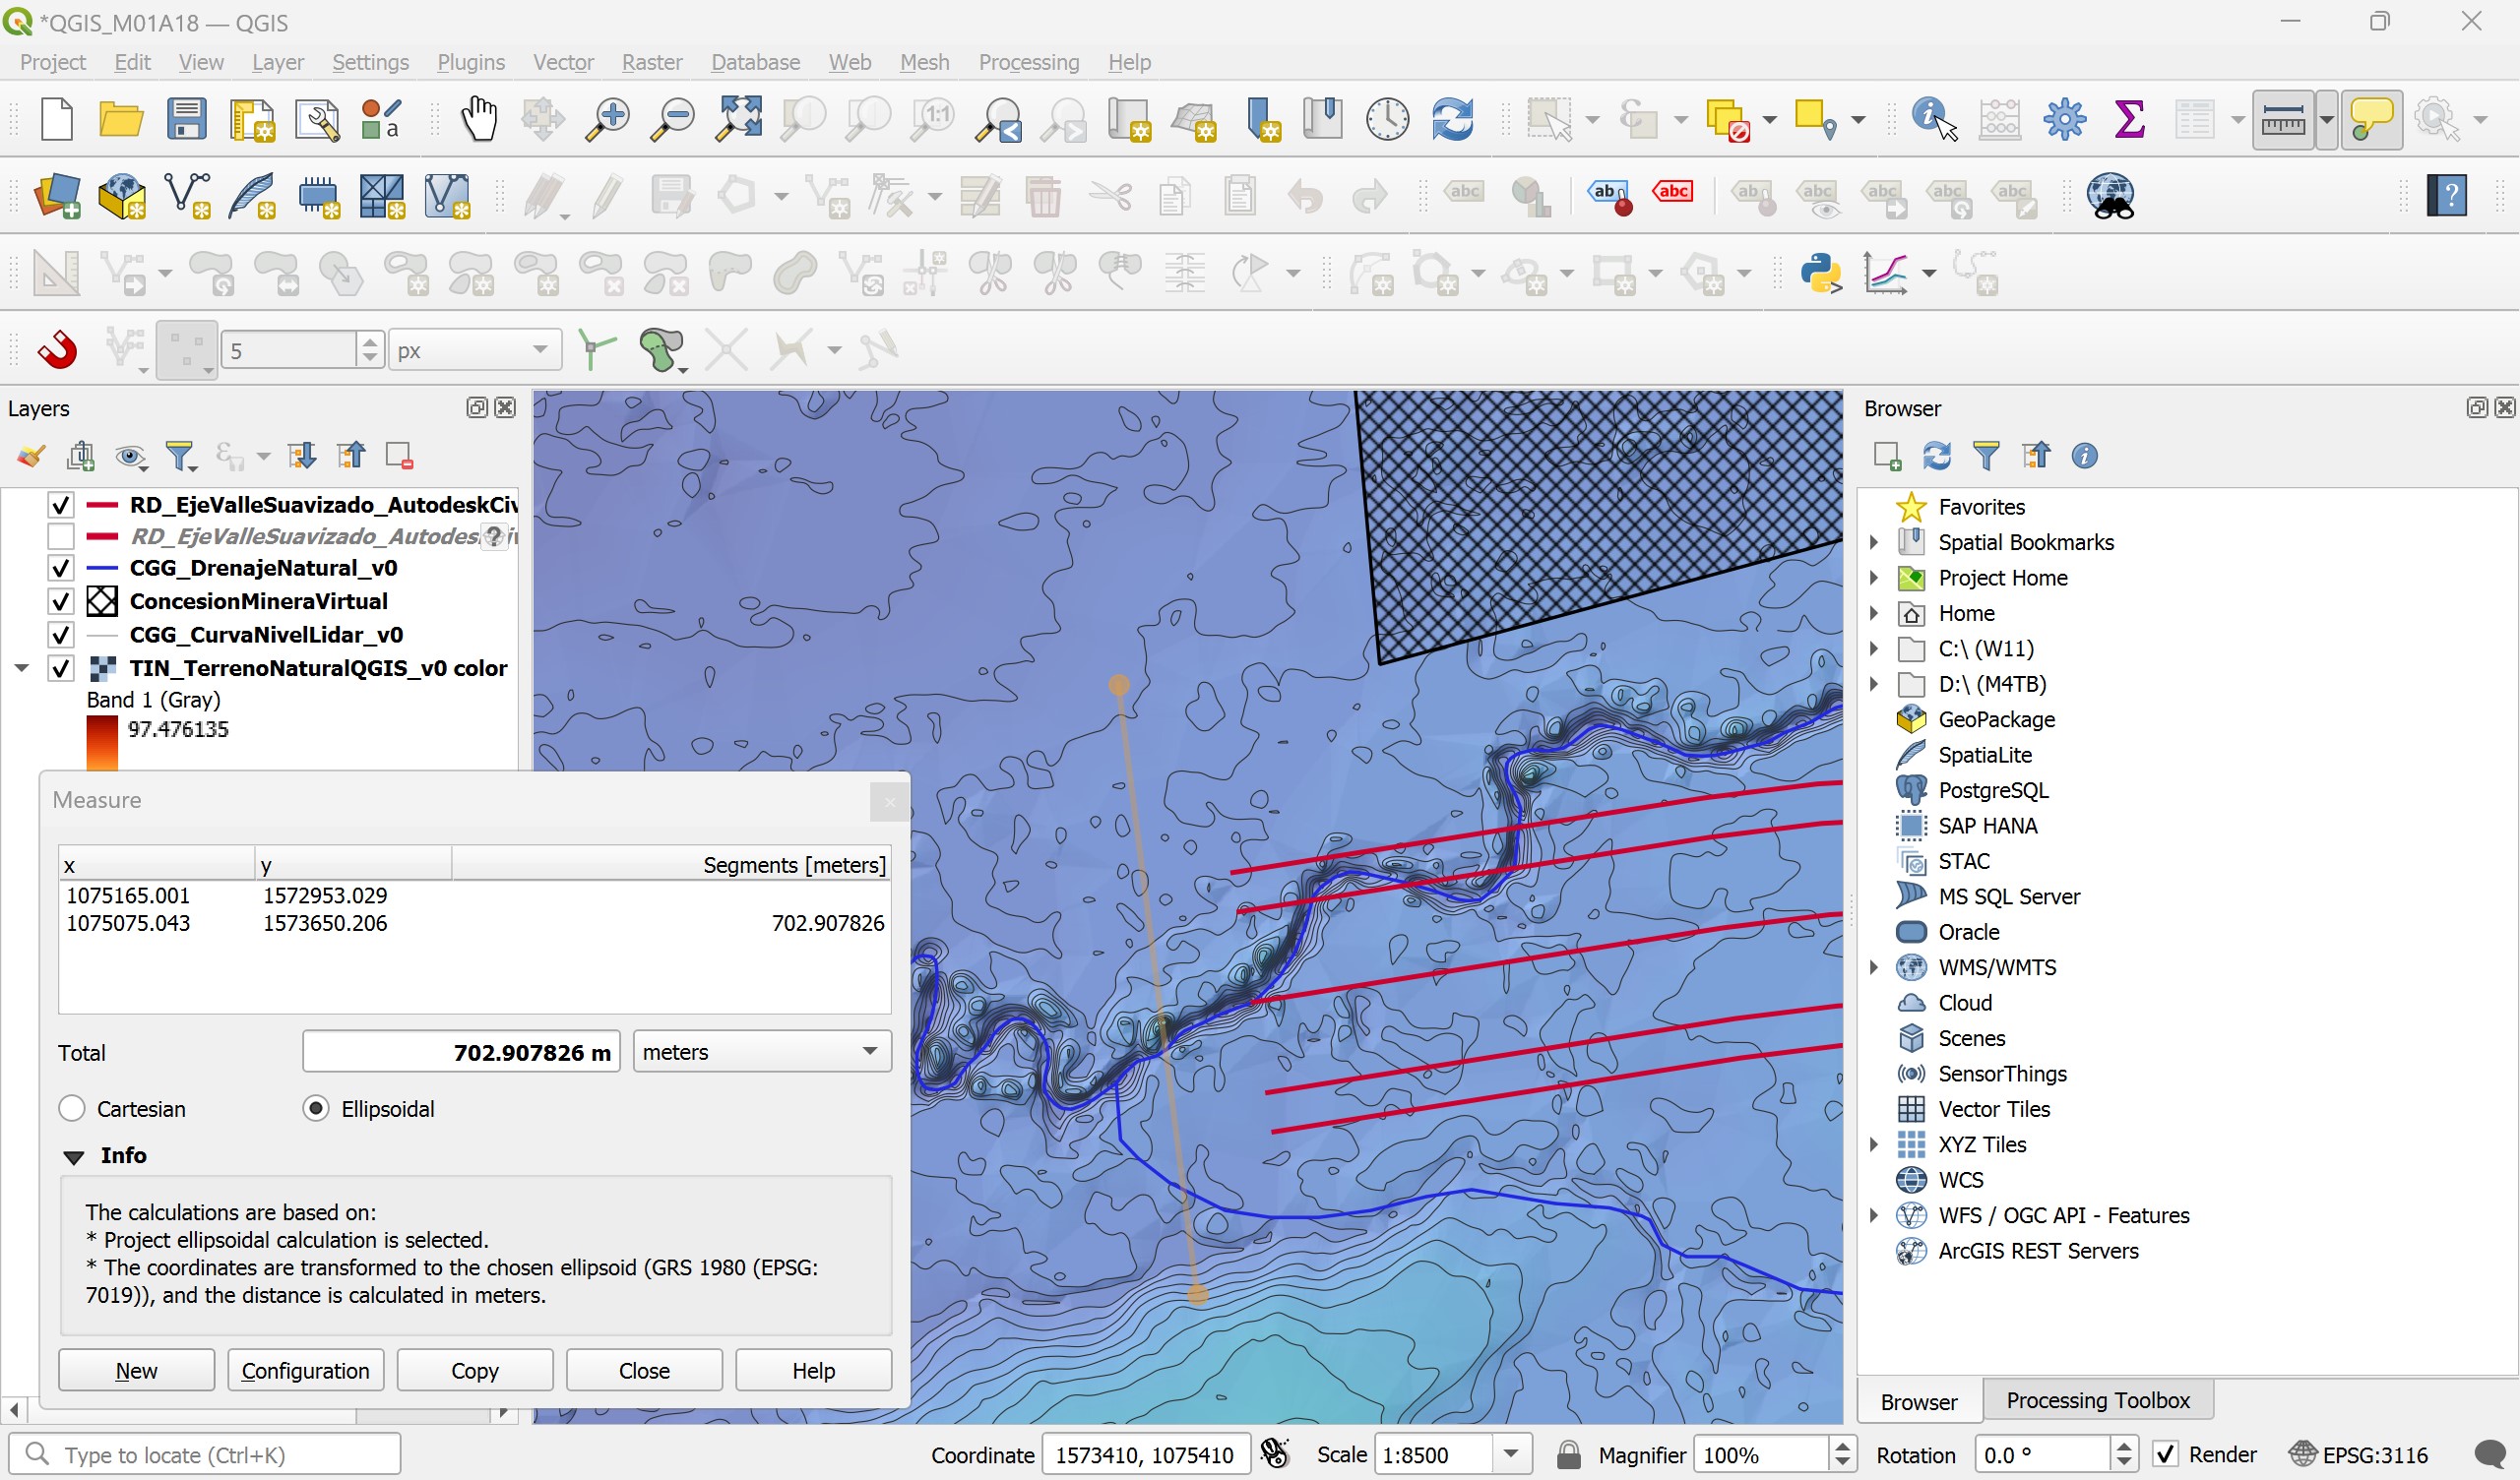 *QGIS_M01A18 — QGIS
Project Edit View Layer Settings Plugins Vector Raster Database Web Mesh Processing Help
5 px
Layers
RD_EjeValleSuavizado_AutodeskCiv
RD_EjeValleSuavizado_Autodes
CGG_DrenajeNatural_v0
ConcesionMineraVirtual
CGG_CurvaNivelLidar_v0
TIN_TerrenoNaturalQGIS_v0 color
Band 1 (Gray)
97.476135
Measure
x y Segments [meters]
1075165.001 1572953.029
1075075.043 1573650.206 702.907826
Total 702.907826 m meters
Cartesian Ellipsoidal
Info
The calculations are based on:
* Project ellipsoidal calculation is selected.
* The coordinates are transformed to the chosen ellipsoid (GRS 1980 (EPSG:
7019)), and the distance is calculated in meters.
New Configuration Copy Close Help
Browser
Favorites
Spatial Bookmarks
Project Home
Home
C:\ (W11)
D:\ (M4TB)
GeoPackage
SpatiaLite
PostgreSQL
SAP HANA
STAC
MS SQL Server
Oracle
WMS/WMTS
Cloud
Scenes
SensorThings
Vector Tiles
XYZ Tiles
WCS
WFS / OGC API - Features
ArcGIS REST Servers
Browser Processing Toolbox
Type to locate (Ctrl+K) Coordinate 1573410, 1075410 Scale 1:8500 Magnifier 100% Rotation 0.0 ° Render EPSG:3116